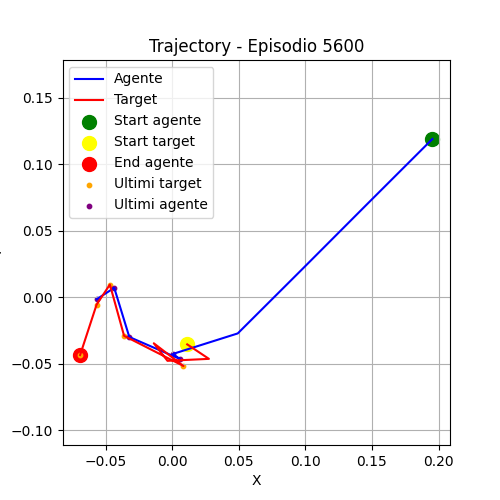 Trajectory - Episodio 5600
Agente
Target
Start agente
Start target
End agente
Ultimi target
Ultimi agente
0.15
0.10
0.05
0.00
−0.05
−0.10
−0.05
0.00
0.05
0.10
0.15
0.20
X